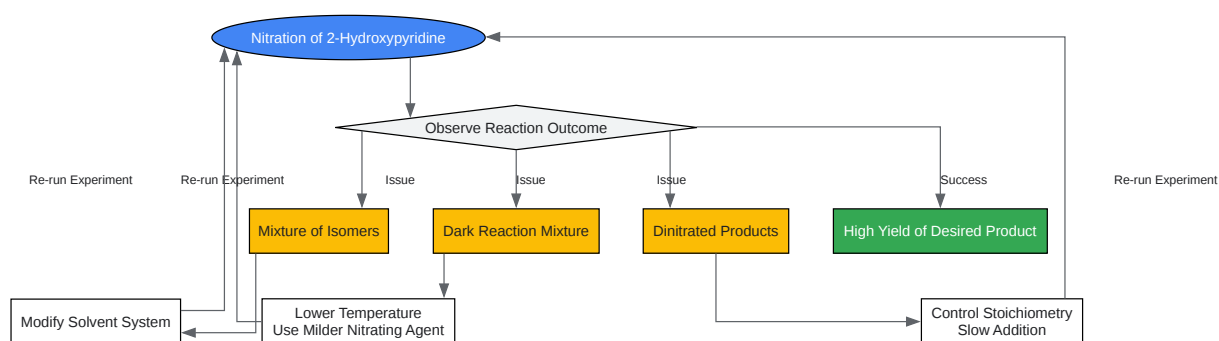 Nitration of 2-Hydroxypyridine
Observe Reaction Outcome
Re-run Experiment
Re-run Experiment
Issue
Issue
Issue
Success
Re-run Experiment
Mixture of Isomers
Dark Reaction Mixture
Dinitrated Products
High Yield of Desired Product
Modify Solvent System
Lower Temperature
Use Milder Nitrating Agent
Control Stoichiometry
Slow Addition